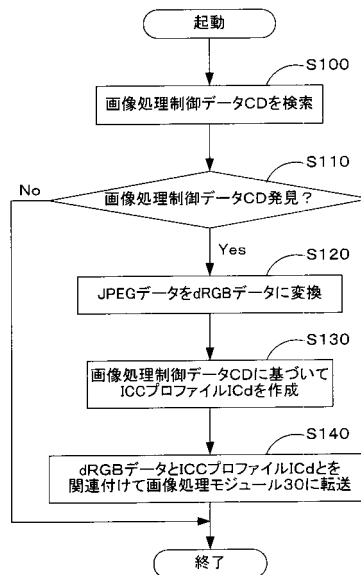 起動
S100
画像処理制御データCDを検索
S110
No
画像処理制御データCD発見？
Yes
S120
JPEGデータをdRGBデータに変換
S130
画像処理制御データCDに基づいて
ICCプロファイルICdを作成
S140
dRGBデータとICCプロファイルICdとを
関連付けて画像処理モジュール30に転送
終了